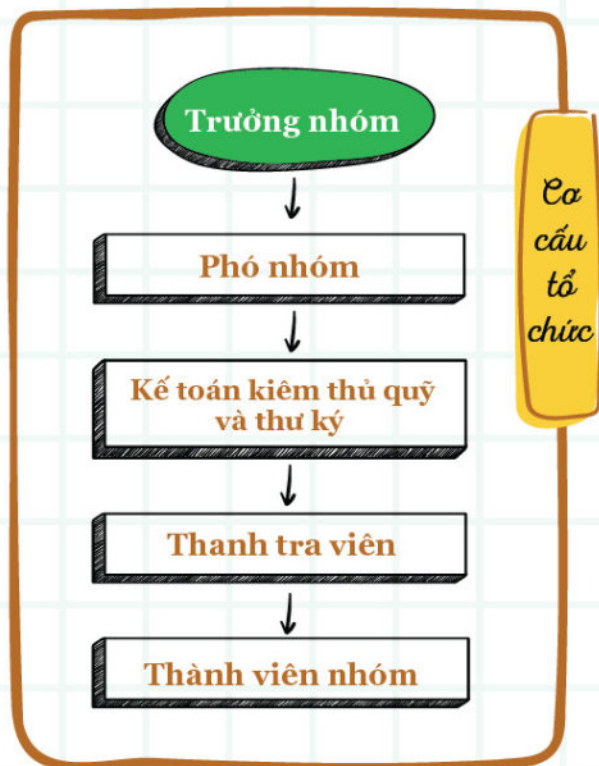 Trưởng nhóm
Phó nhóm
Kế toán kiêm thủ quỹ
và thư ký
Thanh tra viên
Thành viên nhóm
Cơ
cấu
tổ
chức